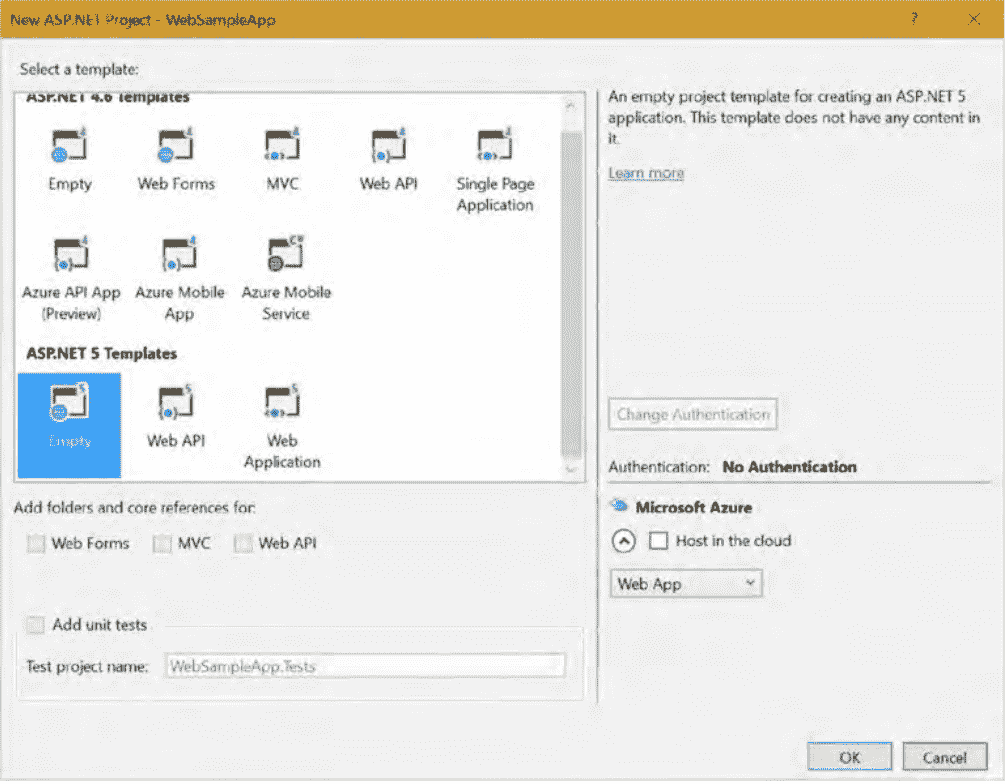 New ASP.NET Project - WebSampleApp
?
Select a template:
ASP.NET 4.6 Templates
Empty
Web Forms
MVC
Web API
Single Page
Application
Azure API App
(Preview)
Azure Mobile
App
Azure Mobile
Service
ASP.NET 5 Templates
Empty
Web API
Web
Application
An empty project template for creating an ASP.NET 5
application. This template does not have any content in
it.
Learn more
Change Authentication
Authentication: No Authentication
Microsoft Azure
Host in the cloud
Web App
Add folders and core references for:
Web Forms MVC Web API
Add unit tests
Test project name: WebSampleApp.Tests
OK Cancel